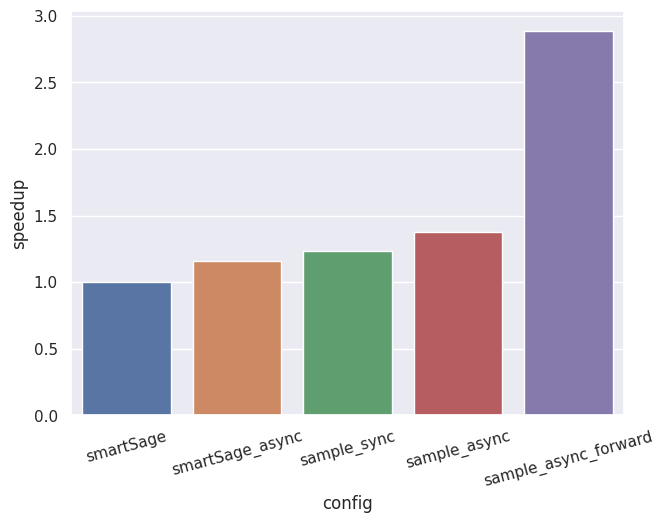 3.0
2.5
2.0
1.5
1.0
0.5
0.0
speedup
smartSage
smartSage_async
sample_sync
sample_async
sample_async_forward
config